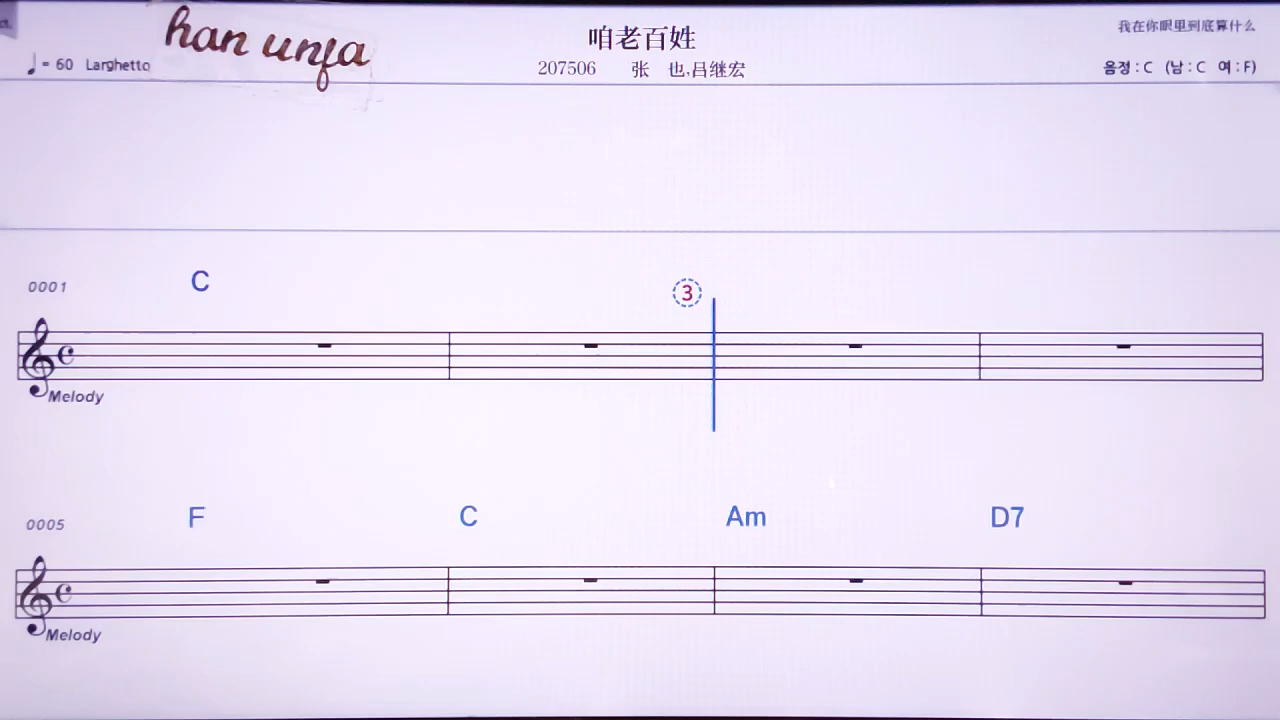 han unfa
咱老百姓
我在你眼里到底算什么
♩= 60 Larghetto
207506 张 也,吕继宏
음정 : C (남 : C 여 : F)
0001 C
③
Melody
0005 F C Am D7
Melody